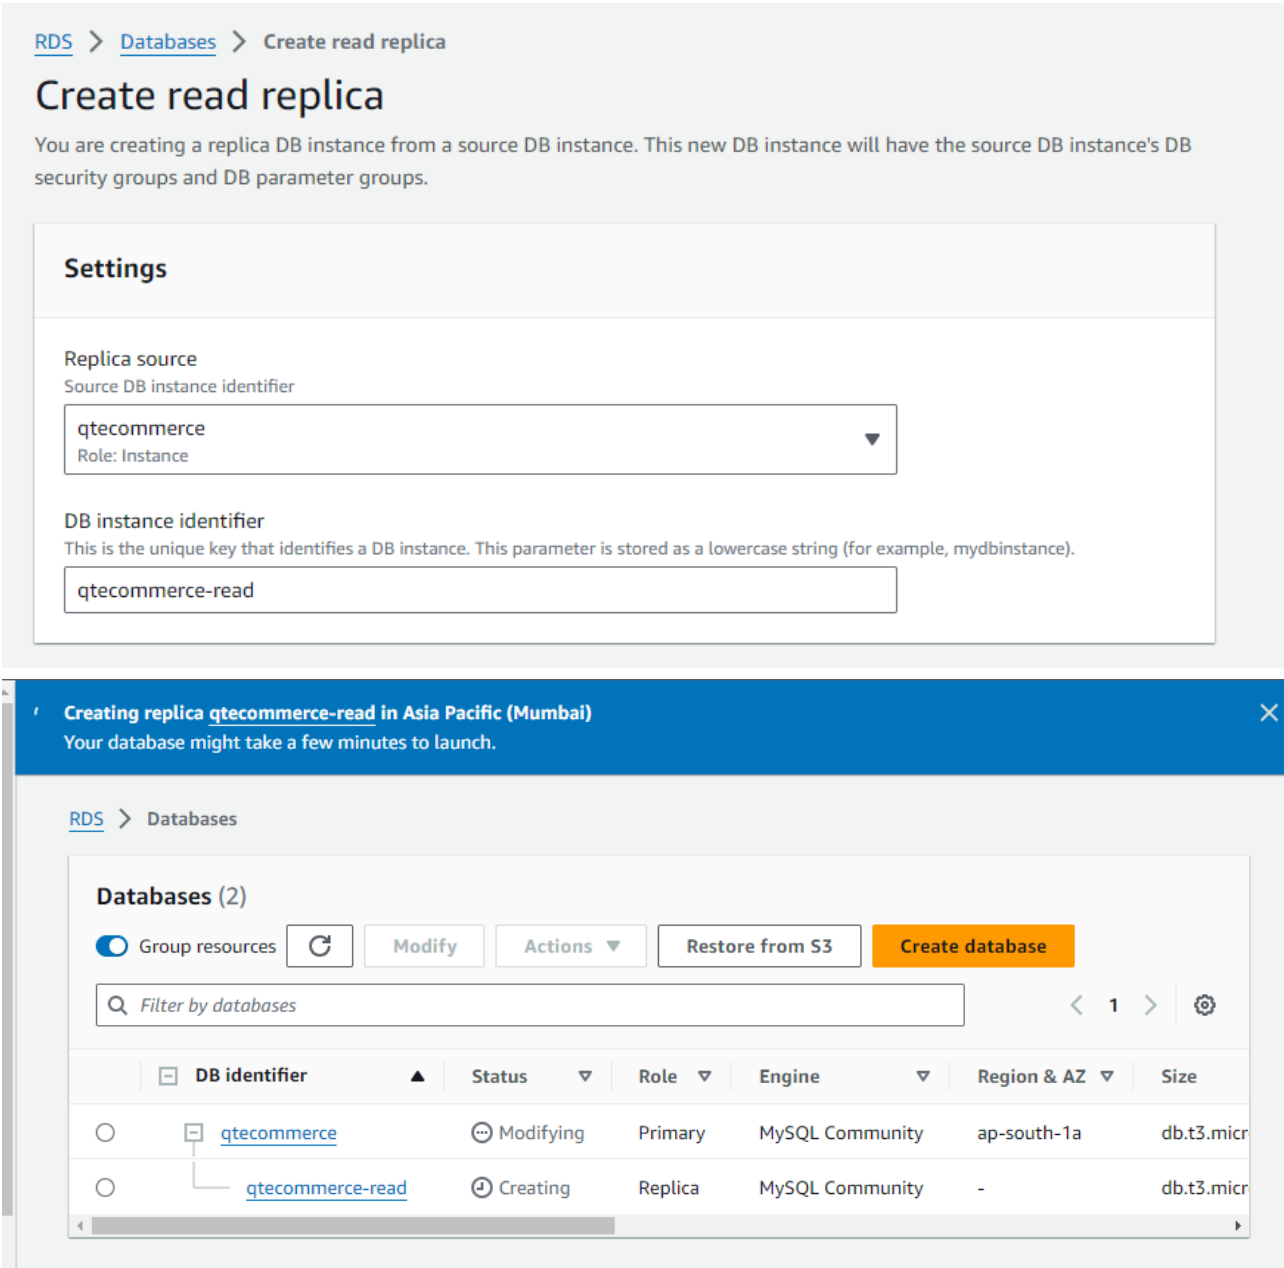 RDS > Databases > Create read replica
Create read replica
You are creating a replica DB instance from a source DB instance. This new DB instance will have the source DB instance's DB
security groups and DB parameter groups.
Settings
Replica source
Source DB instance identifier
qtecommerce
Role: Instance
DB instance identifier
This is the unique key that identifies a DB instance. This parameter is stored as a lowercase string (for example, mydbinstance).
qtecommerce-read
Creating replica qtecommerce-read in Asia Pacific (Mumbai)
Your database might take a few minutes to launch.
RDS > Databases
Databases (2)
Group resources Modify Actions Restore from S3 Create database
Filter by databases 1
DB identifier Status Role Engine Region & AZ Size
qtecommerce Modifying Primary MySQL Community ap-south-1a db.t3.micr
qtecommerce-read Creating Replica MySQL Community - db.t3.micr